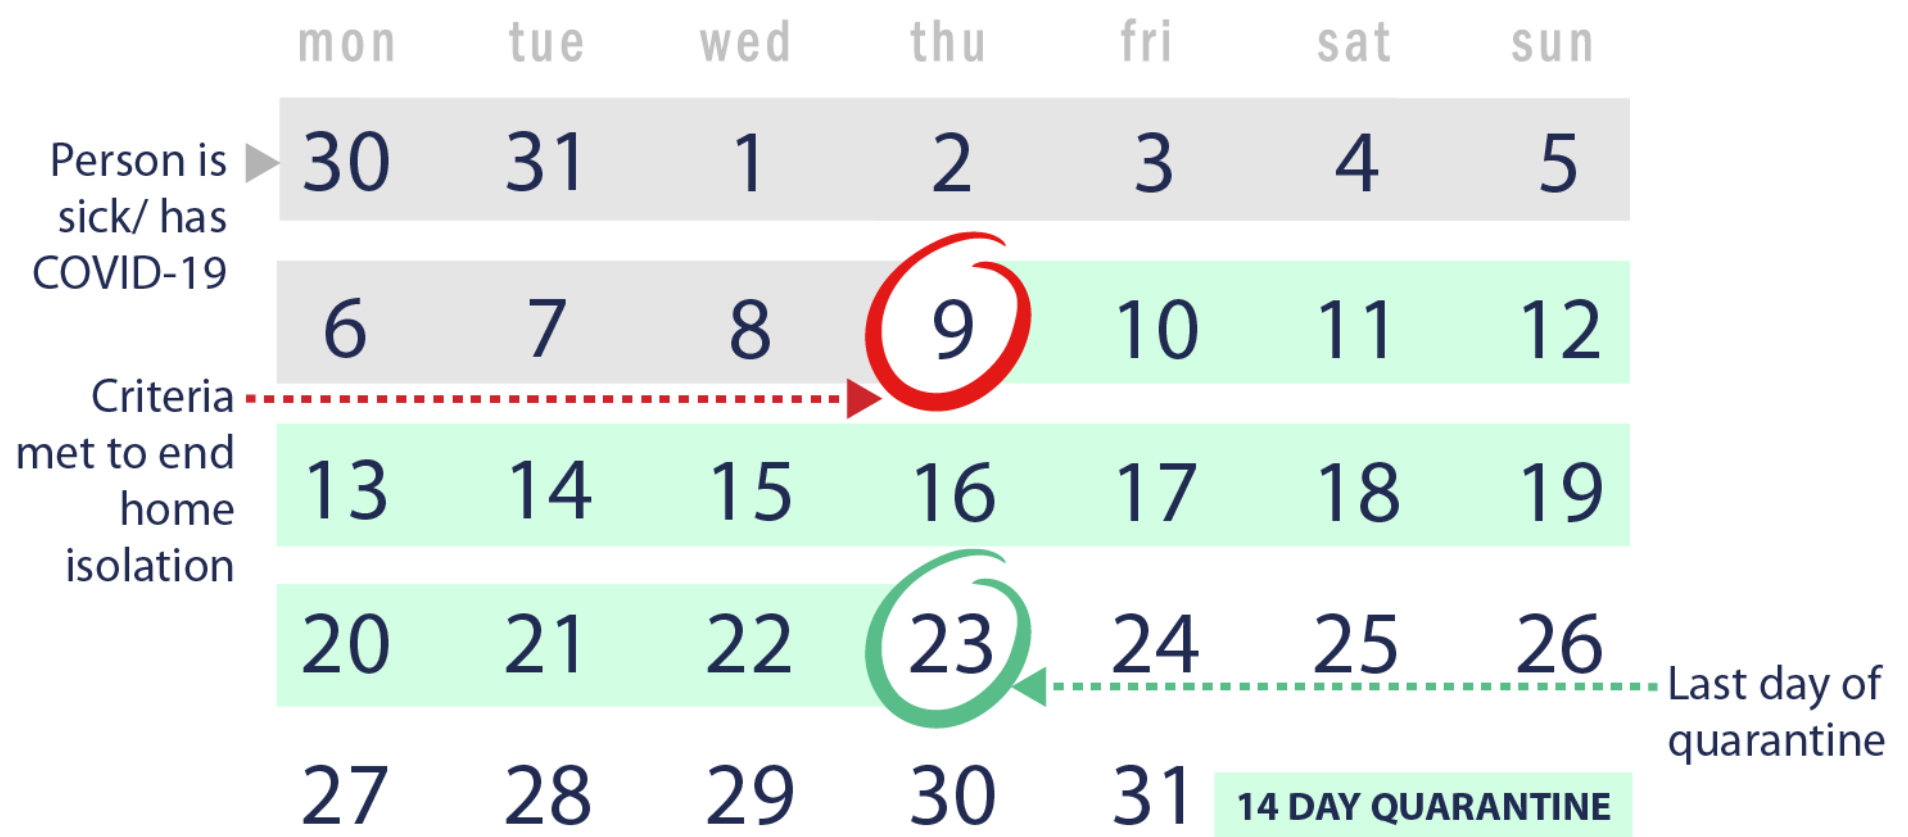 mon tue wed thu fri sat sun
Person is
sick/ has
COVID-19
30 31 1 2 3 4 5
6 7 8 9 10 11 12
Criteria
met to end
home
isolation
13 14 15 16 17 18 19
20 21 22 23 24 25 26
Last day of
quarantine
27 28 29 30 31
14 DAY QUARANTINE